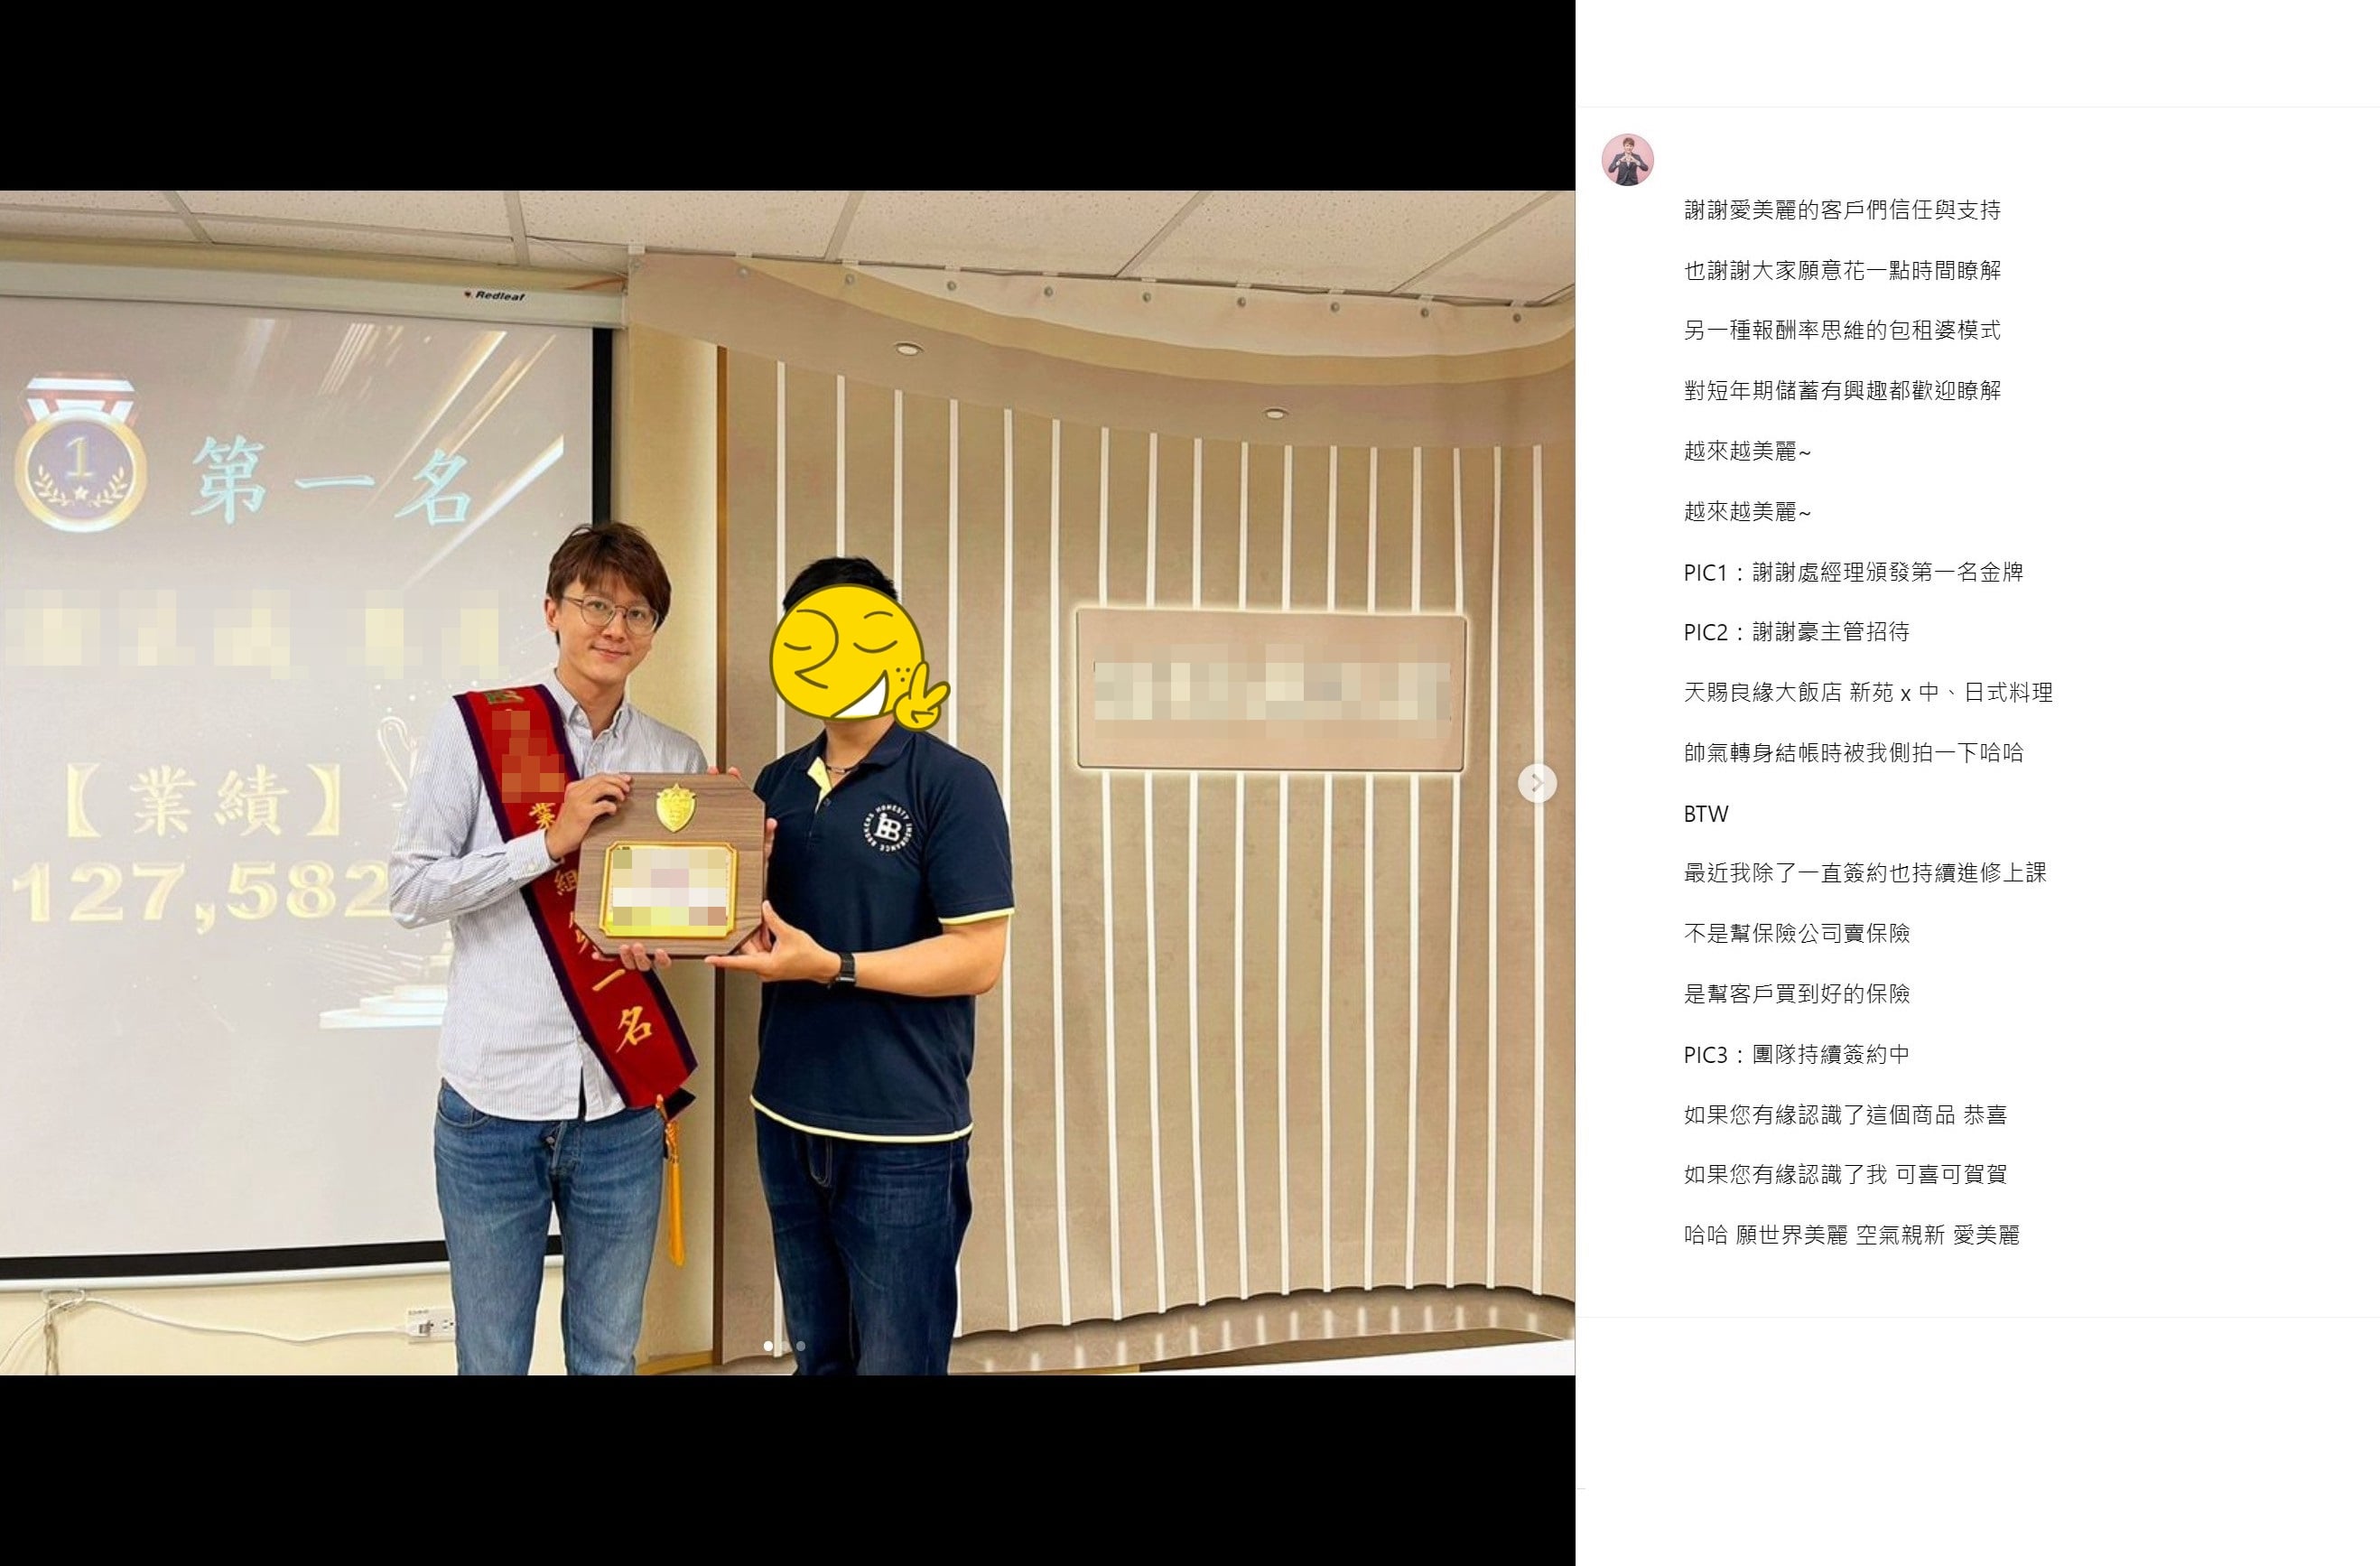 Redleaf
1
第一名
【業績】
127,582
業
組
一名
HONESTY INSURANCE BROKERS
謝謝愛美麗的客戶們信任與支持
也謝謝大家願意花一點時間瞭解
另一種報酬率思維的包租婆模式
對短年期儲蓄有興趣都歡迎瞭解
越來越美麗~
越來越美麗~
PIC1：謝謝處經理頒發第一名金牌
PIC2：謝謝豪主管招待
天賜良緣大飯店 新苑 x 中、日式料理
帥氣轉身結帳時被我側拍一下哈哈
BTW
最近我除了一直簽約也持續進修上課
不是幫保險公司賣保險
是幫客戶買到好的保險
PIC3：團隊持續簽約中
如果您有緣認識了這個商品 恭喜
如果您有緣認識了我 可喜可賀賀
哈哈 願世界美麗 空氣親新 愛美麗